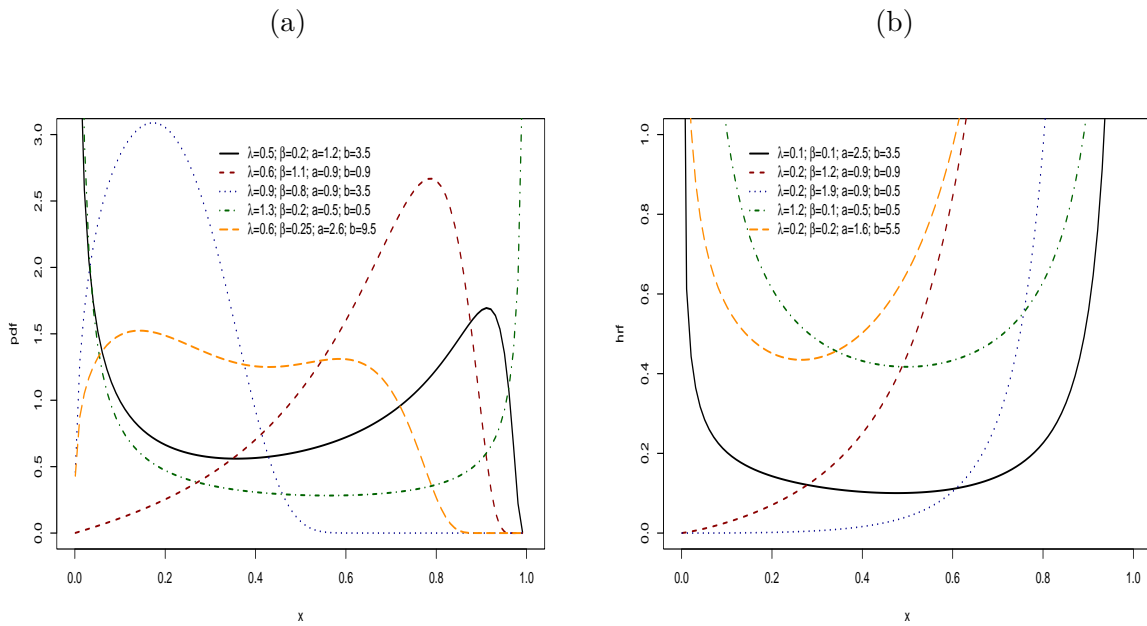 (a)
(b)
3.0
2.5
2.0
1.5
1.0
0.5
0.0
pdf
λ=0.5; β=0.2; a=1.2; b=3.5
λ=0.6; β=1.1; a=0.9; b=0.9
λ=0.9; β=0.8; a=0.9; b=3.5
λ=1.3; β=0.2; a=0.5; b=0.5
λ=0.6; β=0.25; a=2.6; b=9.5
0.0 0.2 0.4 0.6 0.8 1.0
x
1.0
0.8
0.6
0.4
0.2
0.0
hrf
λ=0.1; β=0.1; a=2.5; b=3.5
λ=0.2; β=1.2; a=0.9; b=0.9
λ=0.2; β=1.9; a=0.9; b=0.5
λ=1.2; β=0.1; a=0.5; b=0.5
λ=0.2; β=0.2; a=1.6; b=5.5
0.0 0.2 0.4 0.6 0.8 1.0
x